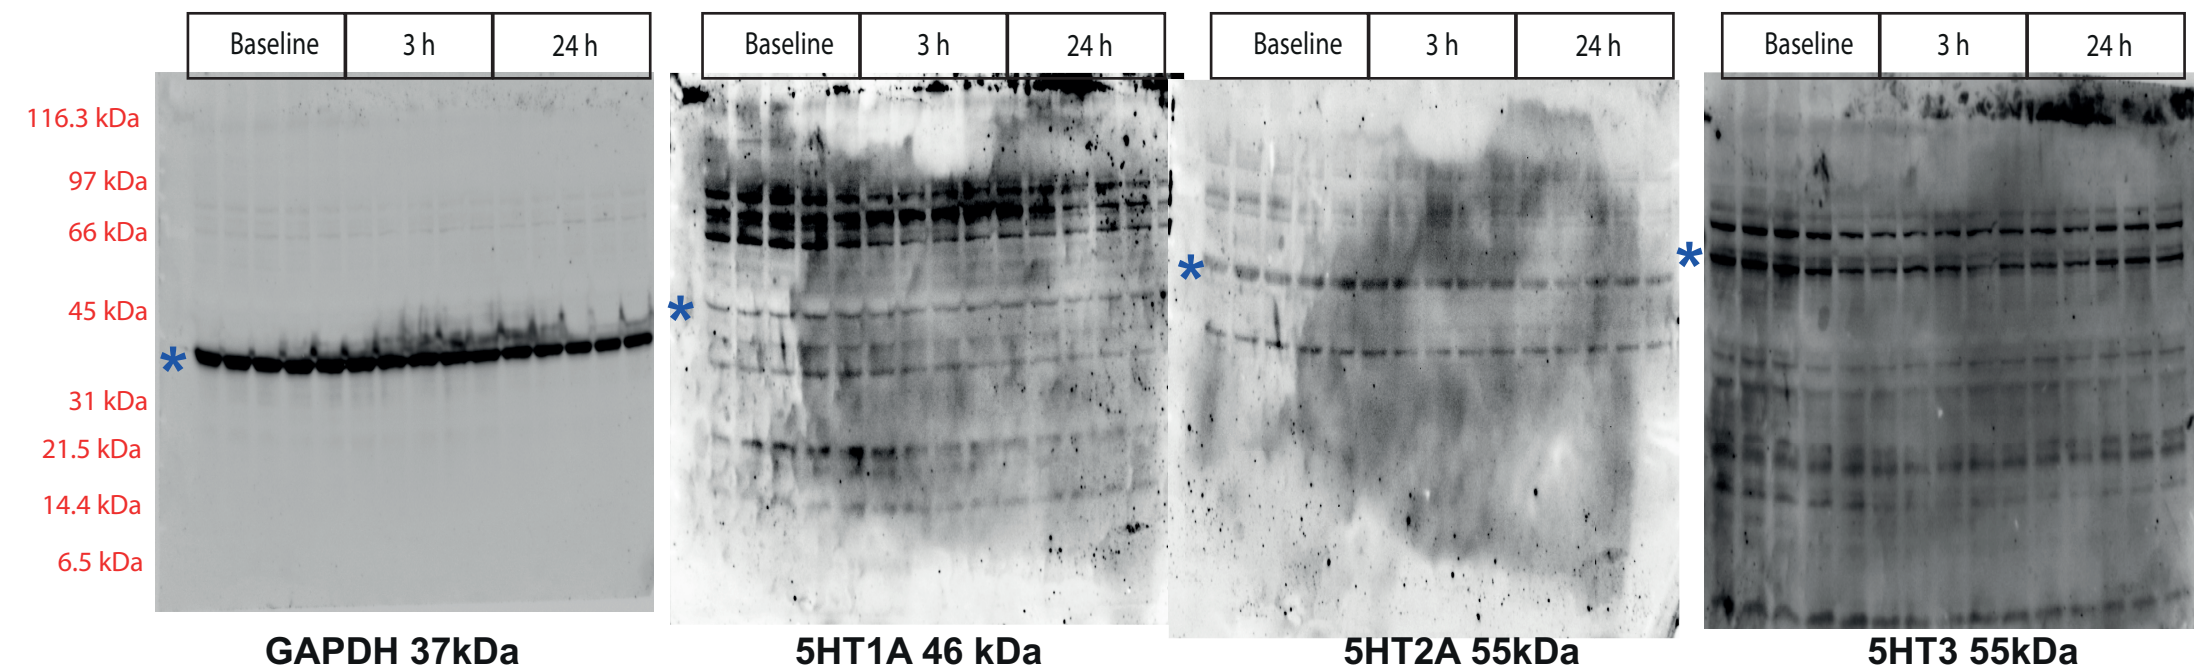 Baseline 3 h 24 h Baseline 3 h 24 h Baseline 3 h 24 h Baseline 3 h 24 h
116.3 kDa
97 kDa
66 kDa
* 
45 kDa
*
31 kDa
21.5 kDa
14.4 kDa
6.5 kDa
GAPDH 37kDa 5HT1A 46 kDa 5HT2A 55kDa 5HT3 55kDa